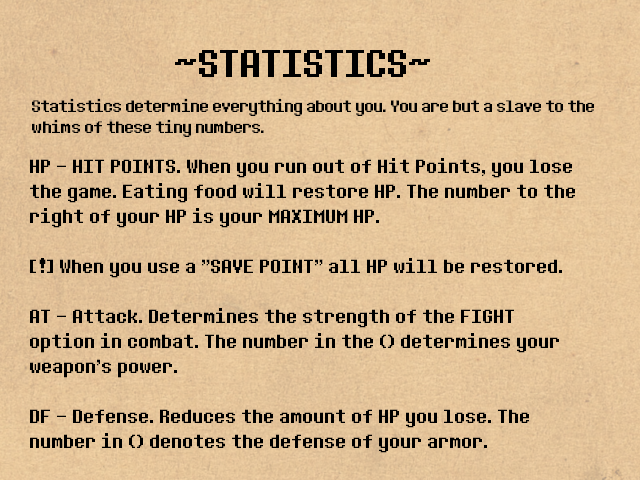 ~STATISTICS~
Statistics determine everything about you. You are but a slave to the
whims of these tiny numbers.
HP - HIT POINTS. When you run out of Hit Points, you lose
the game. Eating food will restore HP. The number to the
right of your HP is your MAXIMUM HP.
[!] When you use a "SAVE POINT" all HP will be restored.
AT - Attack. Determines the strength of the FIGHT
option in combat. The number in the () determines your
weapon's power.
DF - Defense. Reduces the amount of HP you lose. The
number in () denotes the defense of your armor.